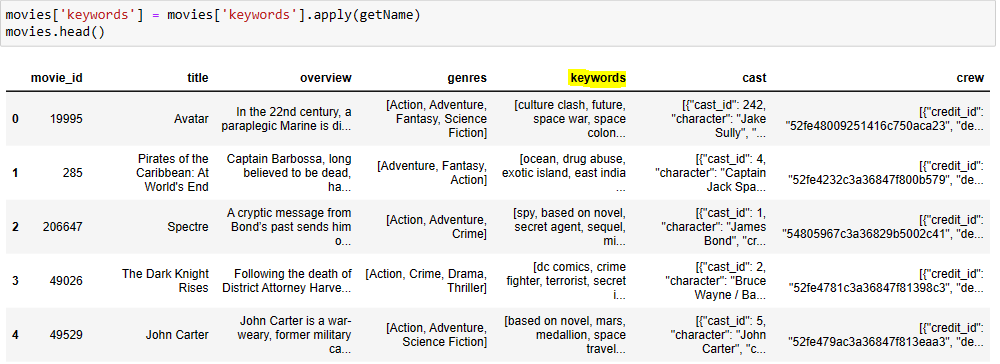 movies['keywords'] = movies['keywords'].apply(getName)
movies.head()
movie_id title overview genres keywords cast crew
0 19995 Avatar In the 22nd century, a paraplegic Marine is di... [Action, Adventure, Fantasy, Science Fiction] [culture clash, future, space war, space colon... [{"cast_id": 242, "character": "Jake Sully", "... [{"credit_id": "52fe48009251416c750aca23", "de...
1 285 Pirates of the Caribbean: At World's End Captain Barbossa, long believed to be dead, ha... [Adventure, Fantasy, Action] [ocean, drug abuse, exotic island, east india ... [{"cast_id": 4, "character": "Captain Jack Spa... [{"credit_id": "52fe4232c3a36847f800b579", "de...
2 206647 Spectre A cryptic message from Bond's past sends him o... [Action, Adventure, Crime] [spy, based on novel, secret agent, sequel, mi... [{"cast_id": 1, "character": "James Bond", "cr... [{"credit_id": "54805967c3a36829b5002c41", "de...
3 49026 The Dark Knight Rises Following the death of District Attorney Harve... [Action, Crime, Drama, Thriller] [dc comics, crime fighter, terrorist, secret i... [{"cast_id": 2, "character": "Bruce Wayne / Ba... [{"credit_id": "52fe4781c3a36847f81398c3", "de...
4 49529 John Carter John Carter is a war-weary, former military ca... [Action, Adventure, Science Fiction] [based on novel, mars, medallion, space travel... [{"cast_id": 5, "character": "John Carter", "c... [{"credit_id": "52fe479ac3a36847f813eaa3", "de...